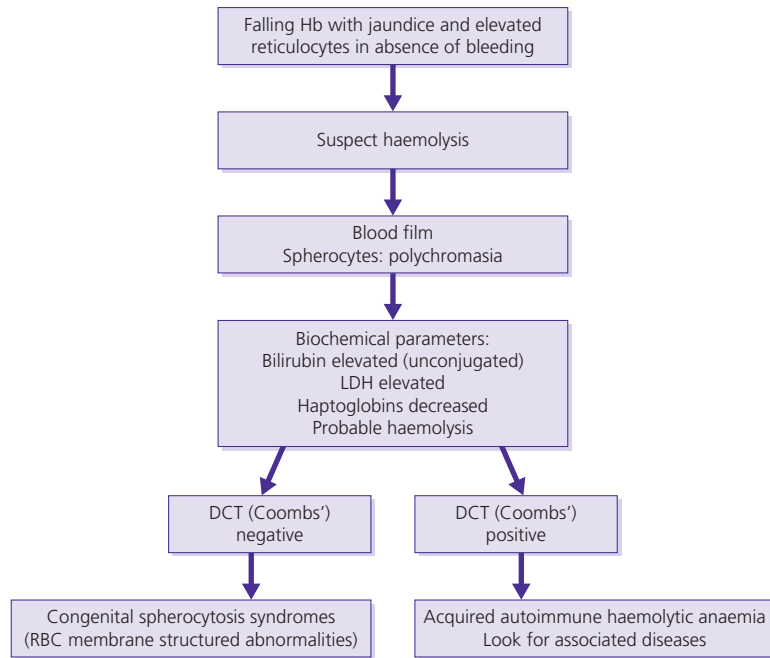 Falling Hb with jaundice and elevated
reticulocytes in absence of bleeding
Suspect haemolysis
Blood film
Spherocytes: polychromasia
Biochemical parameters:
Bilirubin elevated (unconjugated)
LDH elevated
Haptoglobins decreased
Probable haemolysis
DCT (Coombs')
negative
DCT (Coombs')
positive
Congenital spherocytosis syndromes
(RBC membrane structured abnormalities)
Acquired autoimmune haemolytic anaemia
Look for associated diseases